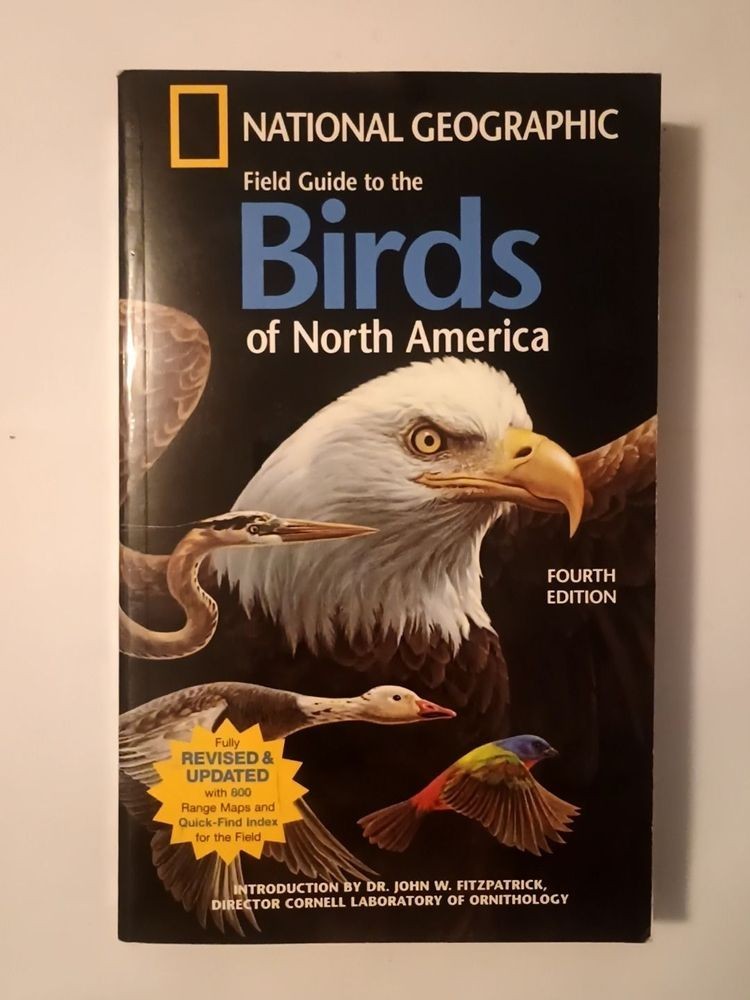 NATIONAL GEOGRAPHIC
Field Guide to the
Birds
of North America
FOURTH
EDITION
Fully
REVISED &
UPDATED
with 800
Range Maps and
Quick-Find Index
for the Field
INTRODUCTION BY DR. JOHN W. FITZPATRICK,
DIRECTOR CORNELL LABORATORY OF ORNITHOLOGY